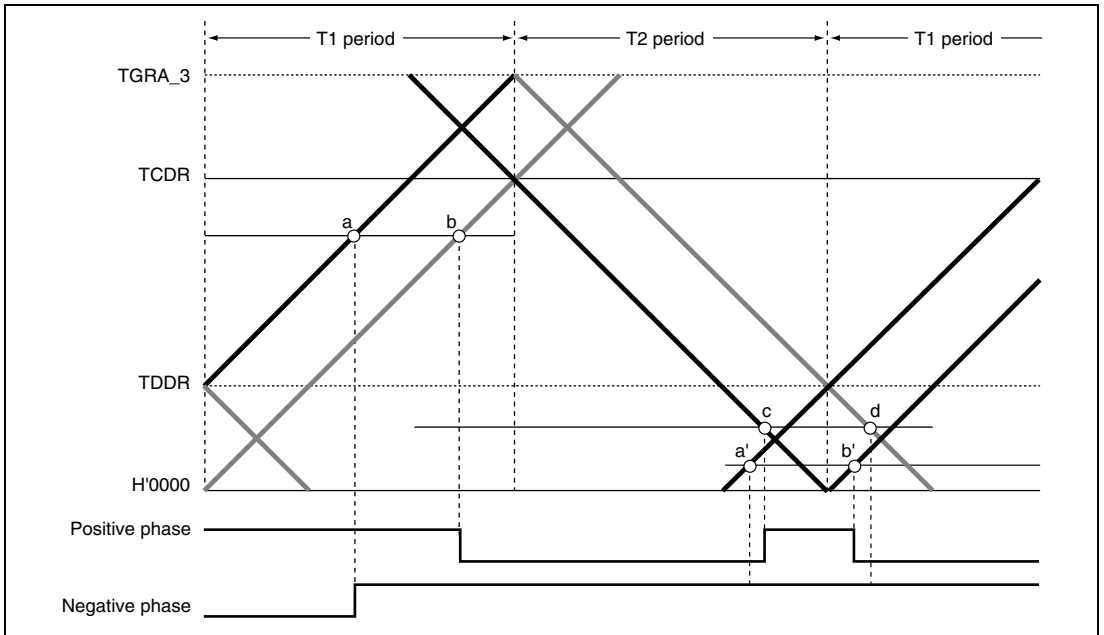 T1 period
T2 period
T1 period
TGRA_3
TCDR
a
b
TDDR
c
d
a'
b'
H'0000
Positive phase
Negative phase